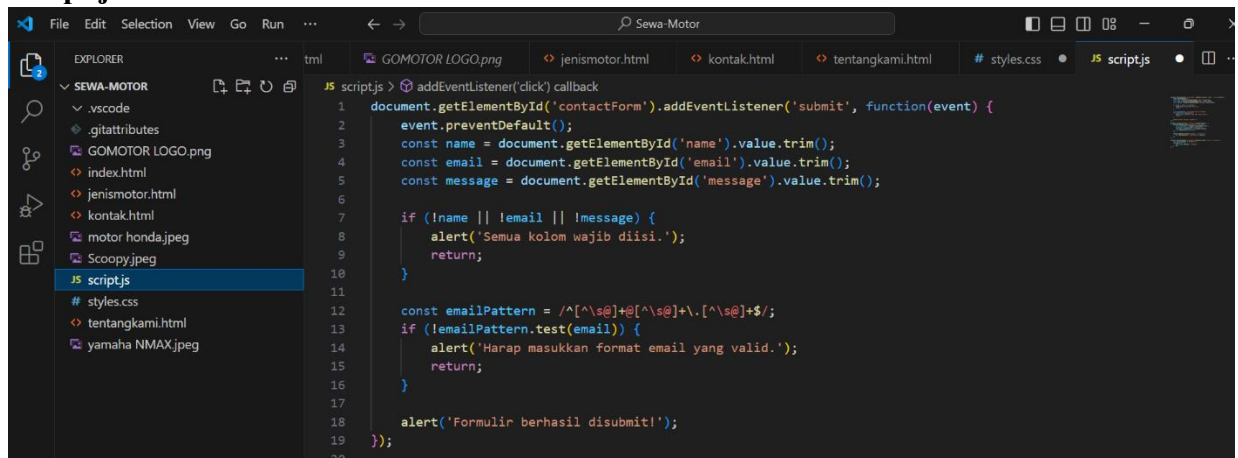 File Edit Selection View Go Run ··· Sewa-Motor
EXPLORER ···
SEWA-MOTOR
.vscode
.gitattributes
GOMOTOR LOGO.png
index.html
jenismotor.html
kontak.html
motor honda.jpeg
Scoopy.jpeg
JS script.js
# styles.css
tentangkami.html
yamaha NMAX.jpeg
2
tml GOMOTOR LOGO.png jenismotor.html kontak.html tentangkami.html # styles.css JS script.js
JS script.js > addEventListener('click') callback
1 document.getElementById('contactForm').addEventListener('submit', function(event) {
2 event.preventDefault();
3 const name = document.getElementById('name').value.trim();
4 const email = document.getElementById('email').value.trim();
5 const message = document.getElementById('message').value.trim();
6
7 if (!name || !email || !message) {
8 alert('Semua kolom wajib diisi.');
9 return;
10 }
11
12 const emailPattern = /^[^\s@]+@[^\s@]+\.[^\s@]+$/;
13 if (!emailPattern.test(email)) {
14 alert('Harap masukkan format email yang valid.');
15 return;
16 }
17
18 alert('Formulir berhasil disubmit!');
19 });